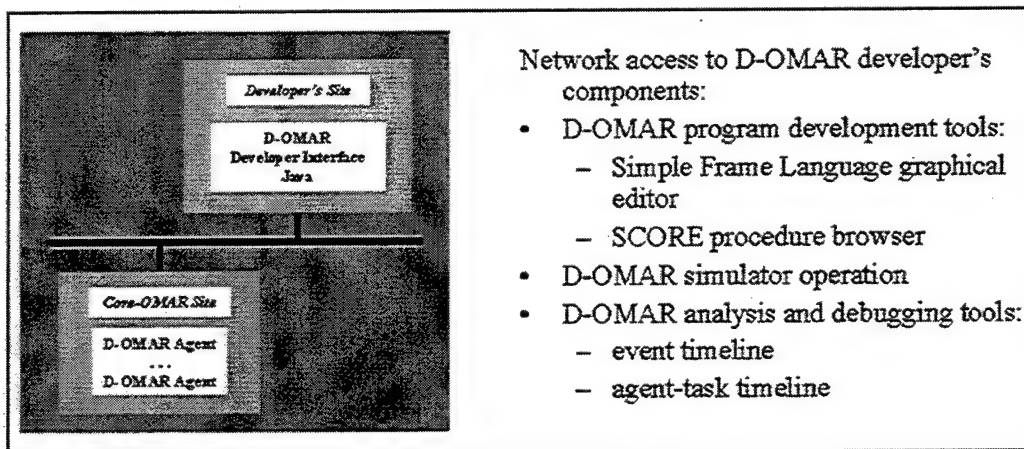 Developer's Site
D-OMAR
Developer Interface
Java
Core-OMAR Site
D-OMAR Agent
...
D-OMAR Agent
Network access to D-OMAR developer's
components:
• D-OMAR program development tools:
– Simple Frame Language graphical
editor
– SCORE procedure browser
• D-OMAR simulator operation
• D-OMAR analysis and debugging tools:
– event timeline
– agent-task timeline